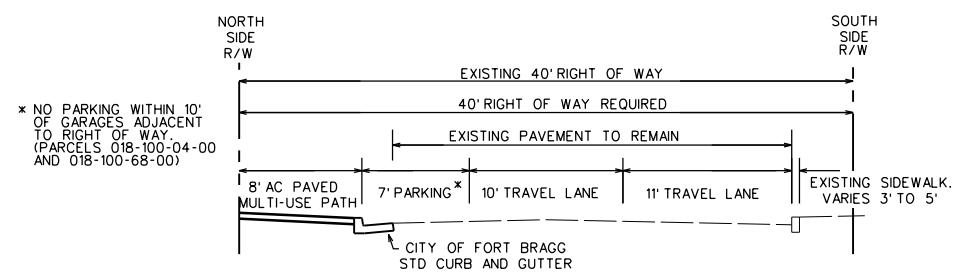 NORTH
SIDE
R/W
SOUTH
SIDE
R/W
EXISTING 40' RIGHT OF WAY
40' RIGHT OF WAY REQUIRED
* NO PARKING WITHIN 10'
OF GARAGES ADJACENT
TO RIGHT OF WAY.
(PARCELS 018-100-04-00
AND 018-100-68-00)
EXISTING PAVEMENT TO REMAIN
8' AC PAVED
MULTI-USE PATH
7' PARKING*
10' TRAVEL LANE
11' TRAVEL LANE
EXISTING SIDEWALK.
VARIES 3' TO 5'
CITY OF FORT BRAGG
STD CURB AND GUTTER